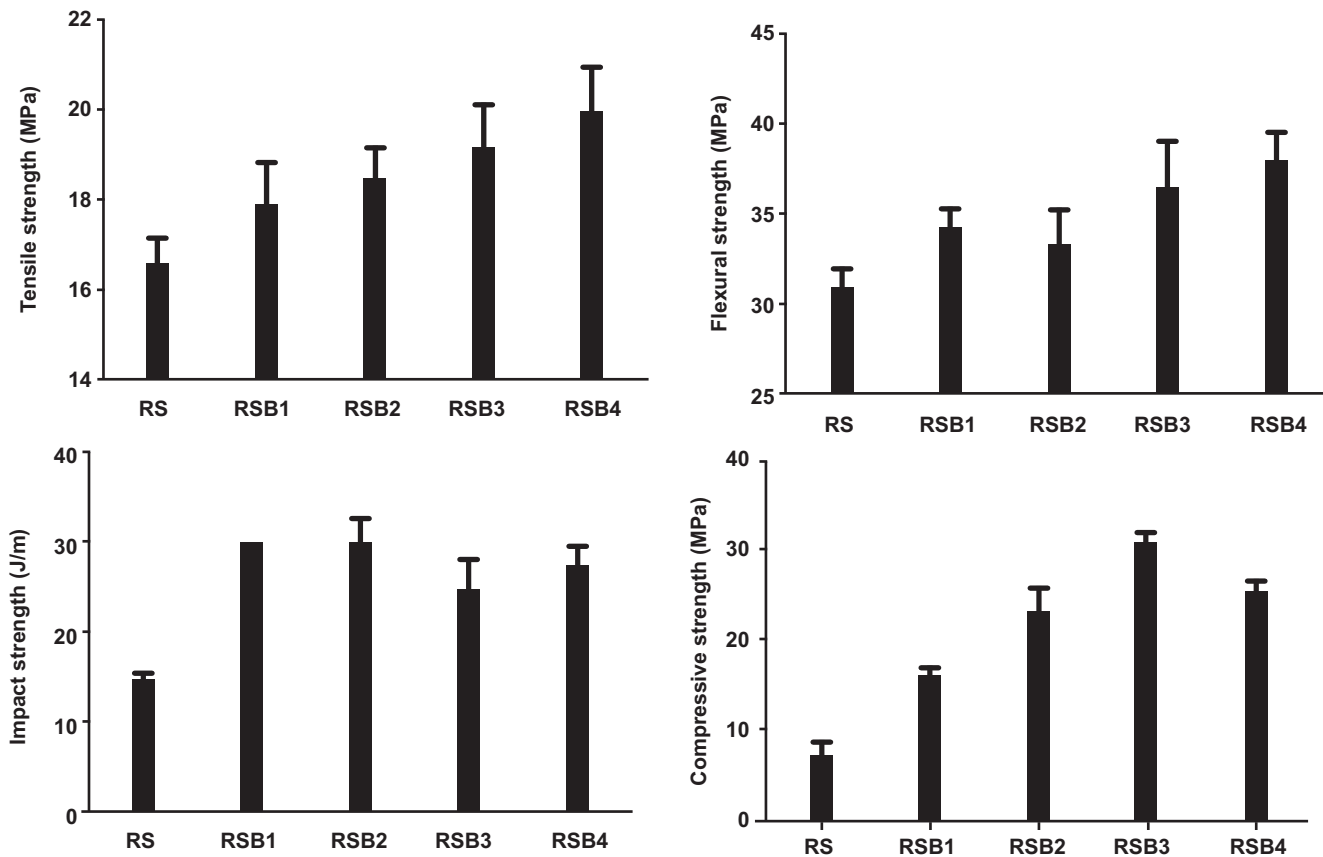 Tensile strength (MPa)
22
20
18
16
14
RS RSB1 RSB2 RSB3 RSB4
Flexural strength (MPa)
45
40
35
30
25
RS RSB1 RSB2 RSB3 RSB4
Impact strength (J/m)
40
30
20
10
0
RS RSB1 RSB2 RSB3 RSB4
Compressive strength (MPa)
40
30
20
10
0
RS RSB1 RSB2 RSB3 RSB4